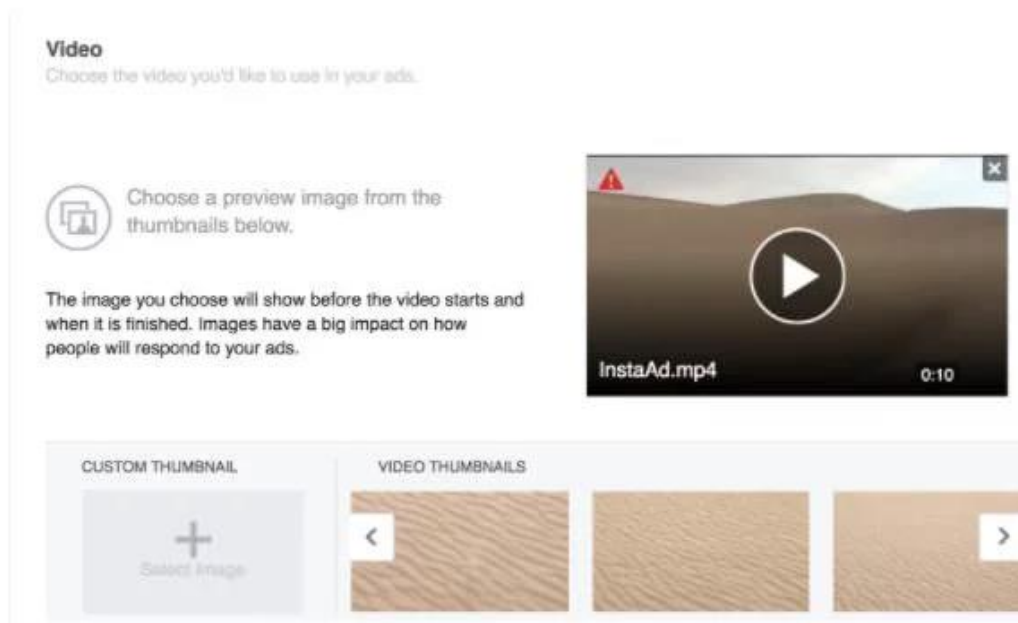 Video
Choose the video you'd like to use in your ads.
Choose a preview image from the
thumbnails below.
The image you choose will show before the video starts and
when it is finished. Images have a big impact on how
people will respond to your ads.
InstaAd.mp4
0:10
CUSTOM THUMBNAIL
VIDEO THUMBNAILS
Select Image